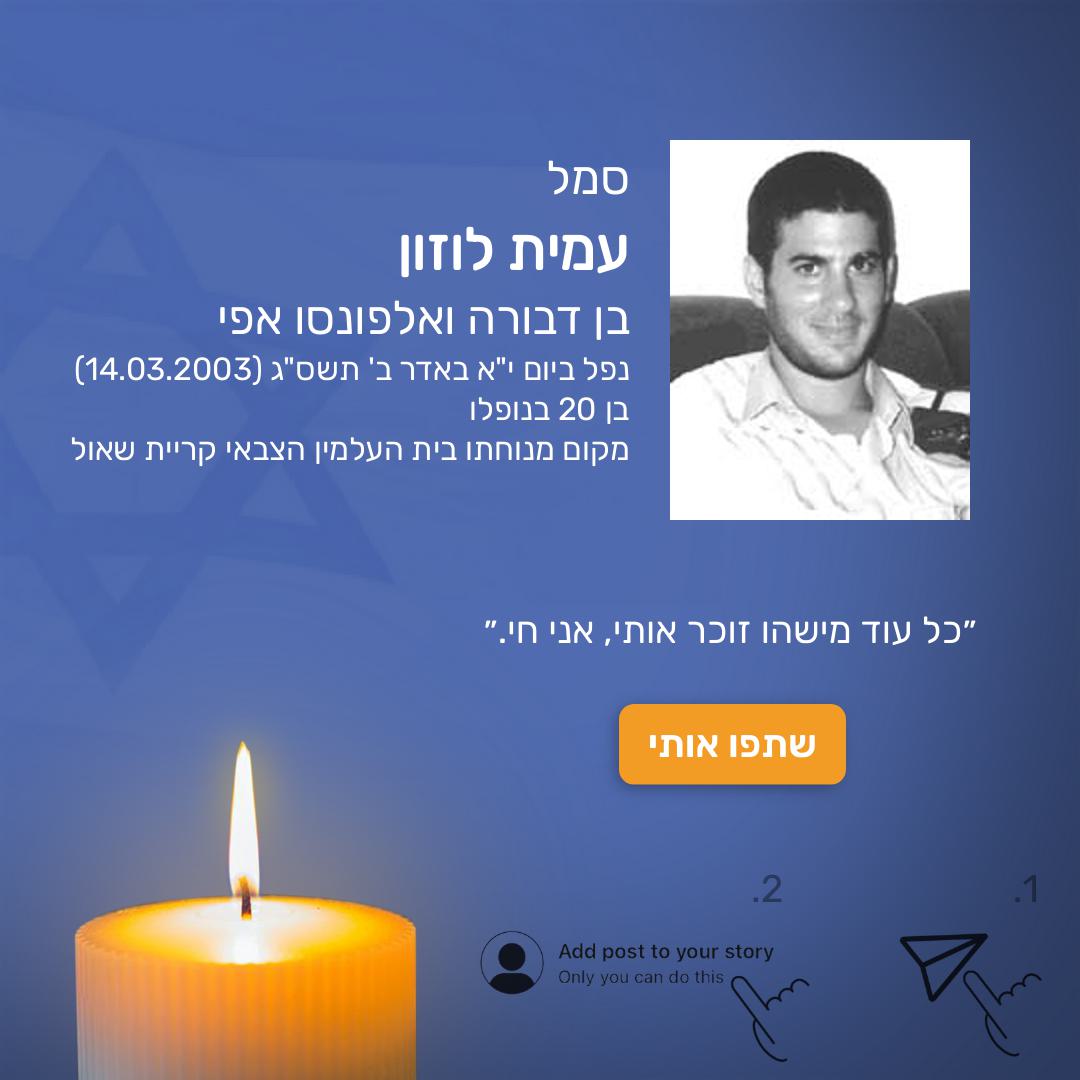 סמל
עמית לוזון
בן דבורה ואלפונסו אפי
נפל ביום י"א באדר ב' תשס"ג (14.03.2003)
בן 20 בנופלו
מקום מנוחתו בית העלמין הצבאי קריית שאול
״כל עוד מישהו זוכר אותי, אני חי.״
שתפו אותי
.1
.2
Add post to your story
Only you can do this